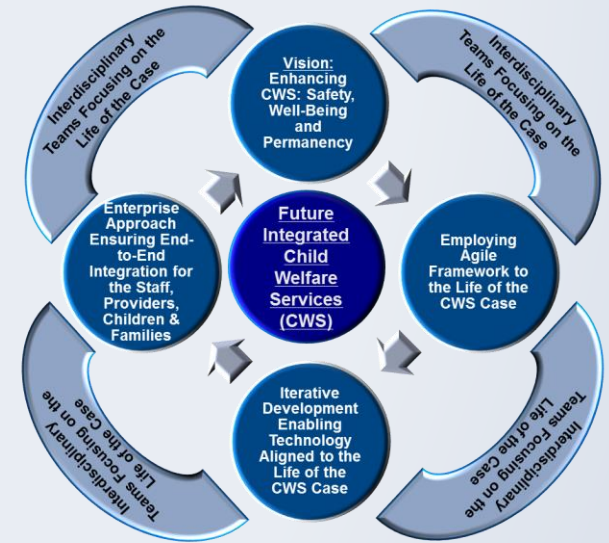 Interdisciplinary
Teams Focusing on the
Life of the Case
Vision:
Enhancing
CWS: Safety,
Well-Being
and
Permanency
Interdisciplinary
Teams Focusing on the
Life of the Case
Enterprise
Approach
Ensuring End-
to-End
Integration for
the Staff,
Providers,
Children &
Families
Future
Integrated
Child
Welfare
Services
(CWS)
Employing
Agile
Framework to
the Life of the
CWS Case
Interdisciplinary
Teams Focusing on the
Life of the Case
Iterative
Development
Enabling
Technology
Aligned to the
Life of the
CWS Case
Interdisciplinary
Teams Focusing on the
Life of the Case